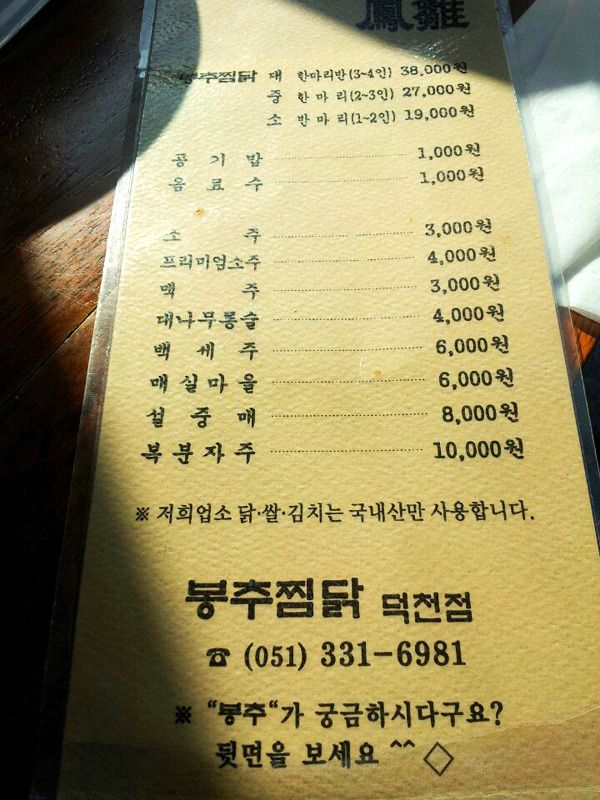 鳳雛
봉추찜닭 대 한마리반(3~4인) 38,000원
중 한 마 리(2~3인) 27,000원
소 반 마 리(1~2인) 19,000원
공 기 밥 1,000원
음 료 수 1,000원
소 주 3,000원
프리미엄소주 4,000원
맥 주 3,000원
대나무통술 4,000원
백 세 주 6,000원
매실마을 6,000원
설 중 매 8,000원
복분자주 10,000원
※ 저희업소 닭·쌀·김치는 국내산만 사용합니다.
봉추찜닭 덕천점
☎ (051) 331-6981
※ "봉추"가 궁금하시다구요?
뒷면을 보세요 ^^ ◇